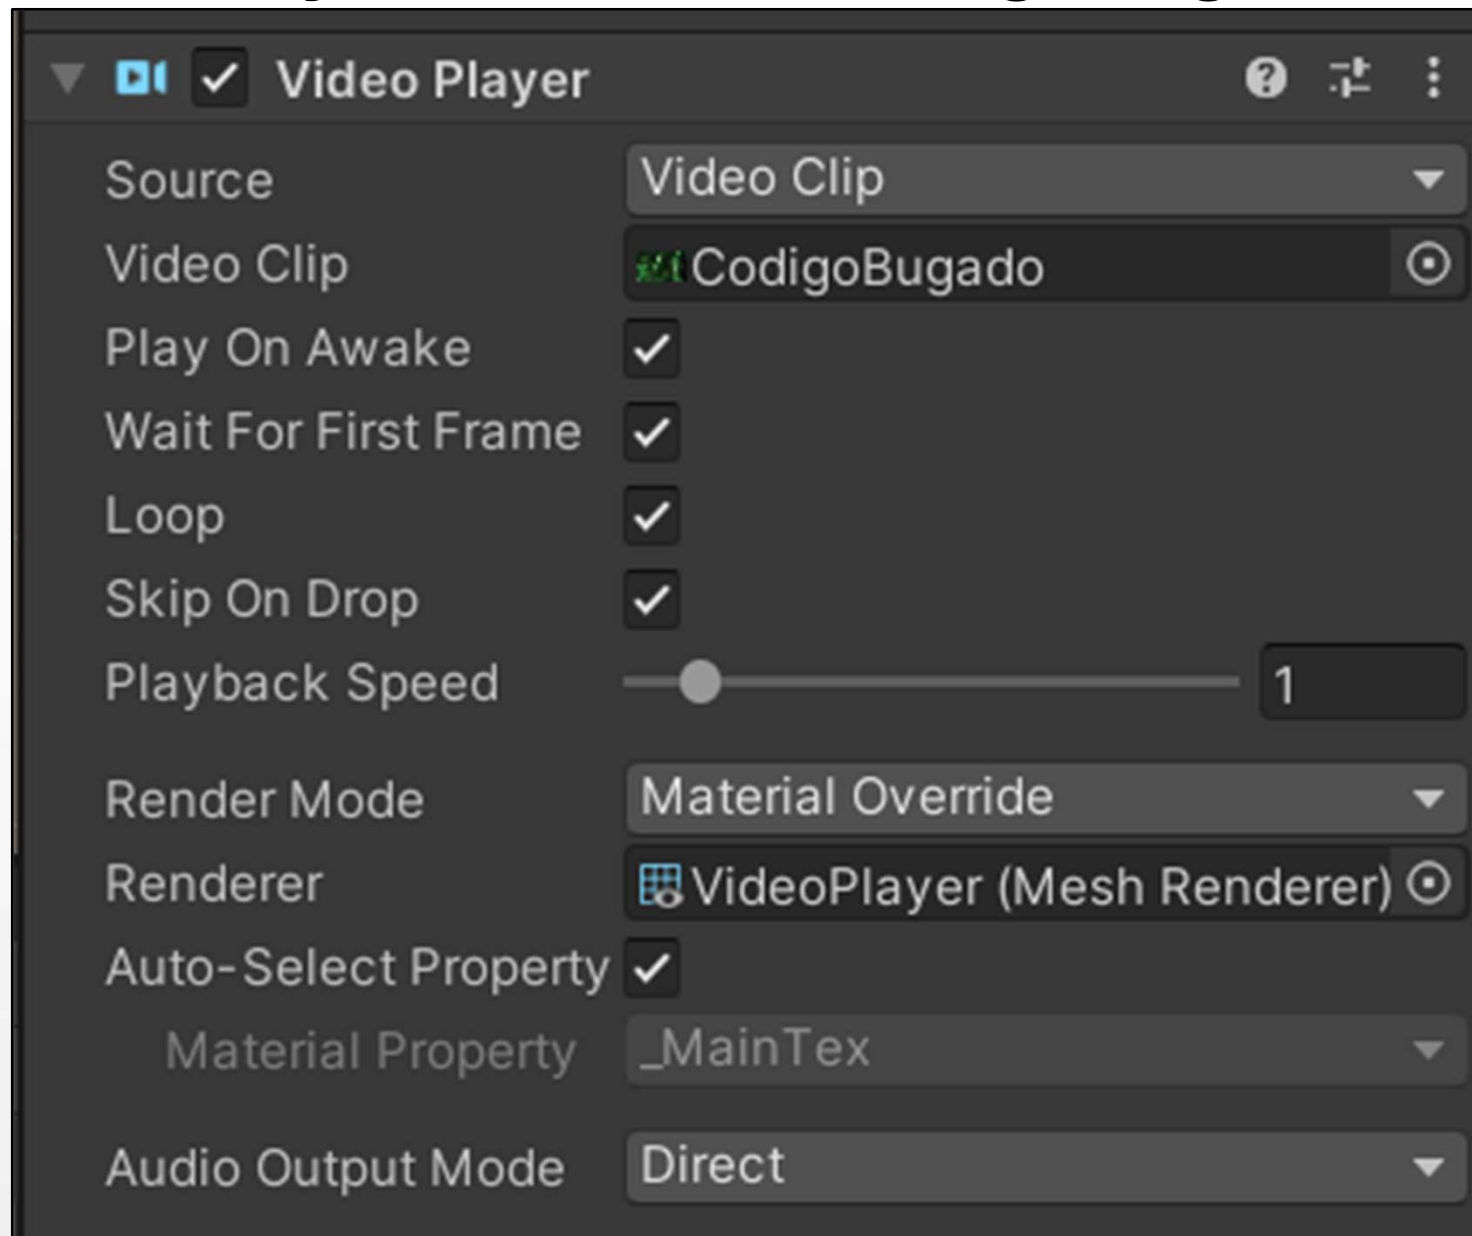 Video Player
Source Video Clip
Video Clip CodigoBugado
Play On Awake
Wait For First Frame
Loop
Skip On Drop
Playback Speed 1
Render Mode Material Override
Renderer VideoPlayer (Mesh Renderer)
Auto-Select Property
Material Property _MainTex
Audio Output Mode Direct